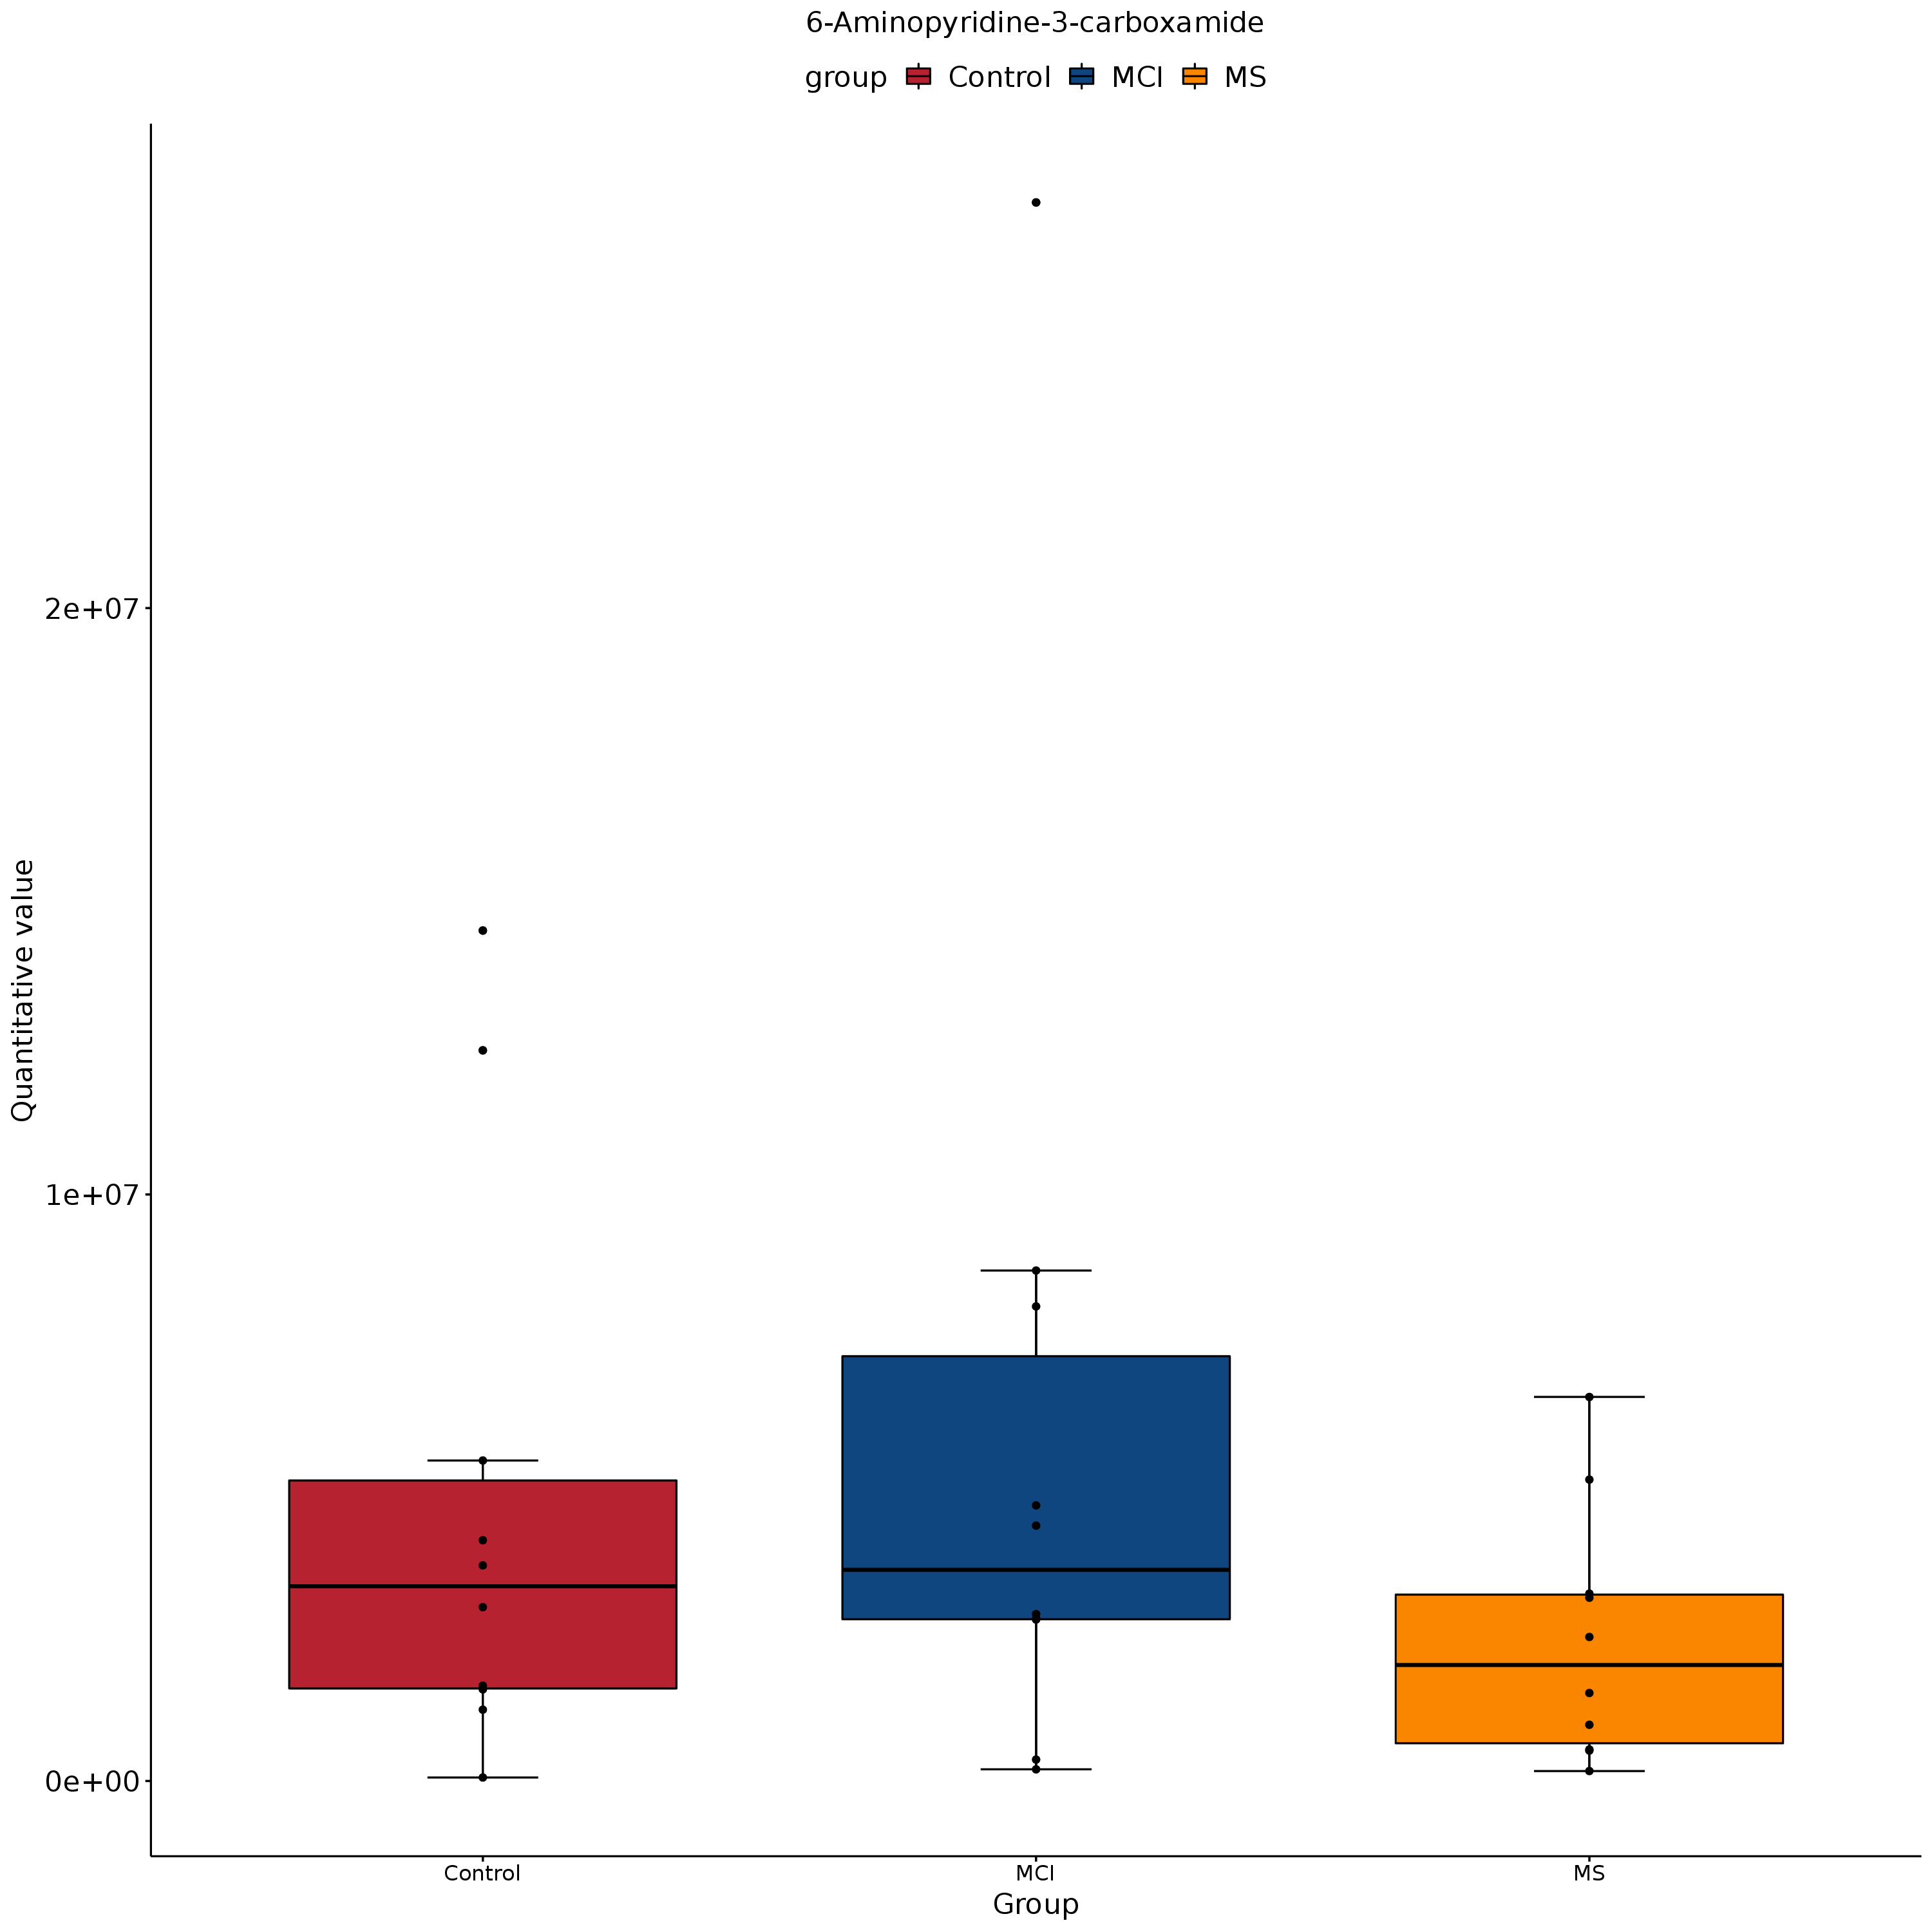 6-Aminopyridine-3-carboxamide
group Control MCI MS
Quantitative value
2e+07
1e+07
0e+00
Control MCI MS
Group